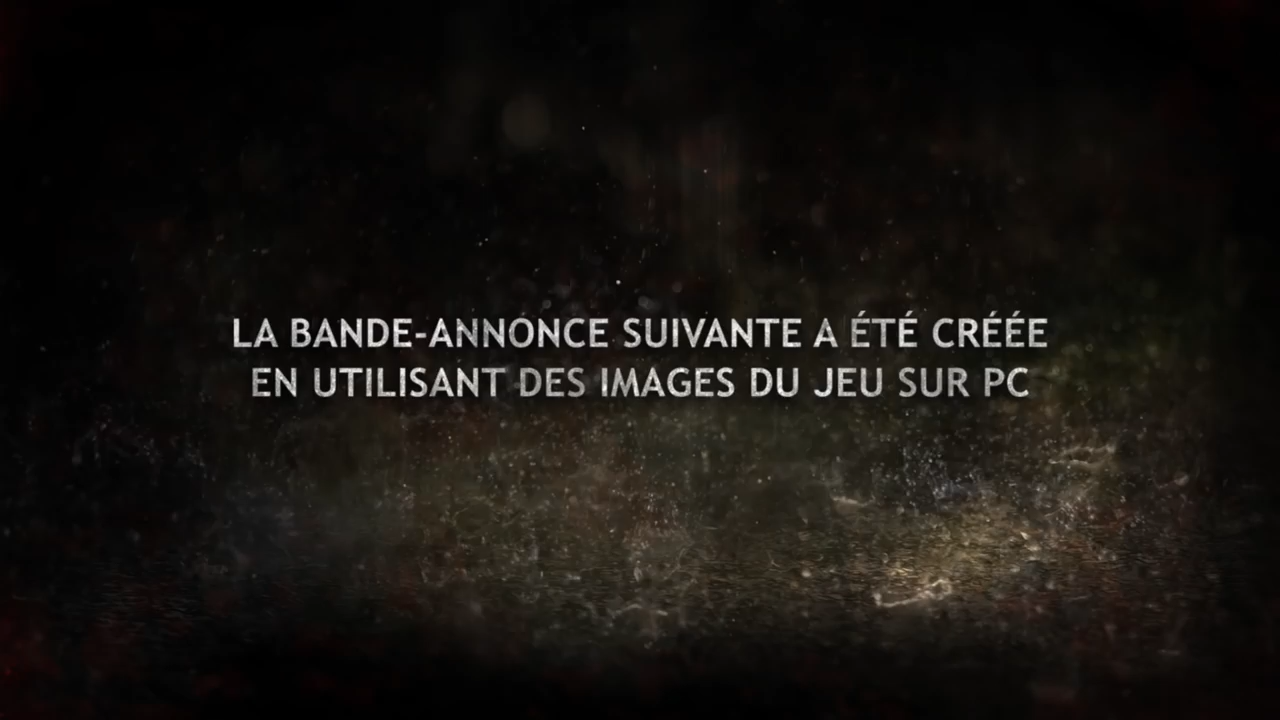 LA BANDE-ANNONCE SUIVANTE A ÉTÉ CRÉÉE
EN UTILISANT DES IMAGES DU JEU SUR PC